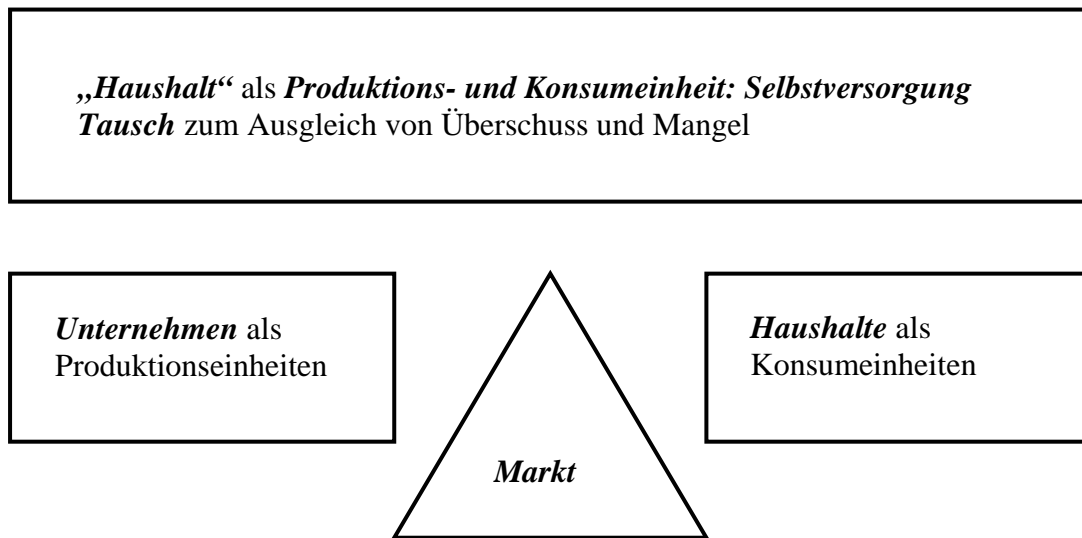 „Haushalt“ als Produktions- und Konsumeinheit: Selbstversorgung
Tausch zum Ausgleich von Überschuss und Mangel
Unternehmen als
Produktionseinheiten
Haushalte als
Konsumeinheiten
Markt